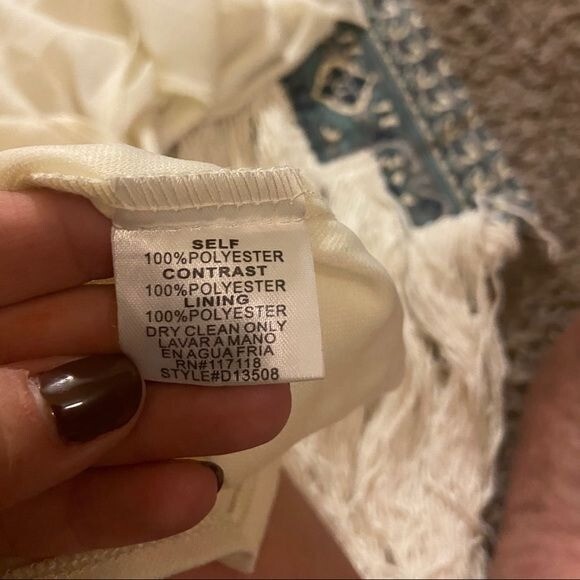 SELF
100%POLYESTER
CONTRAST
100%POLYESTER
LINING
100%POLYESTER
DRY CLEAN ONLY
LAVAR A MANO
EN AGUA FRIA
RN#117118
STYLE#D13508